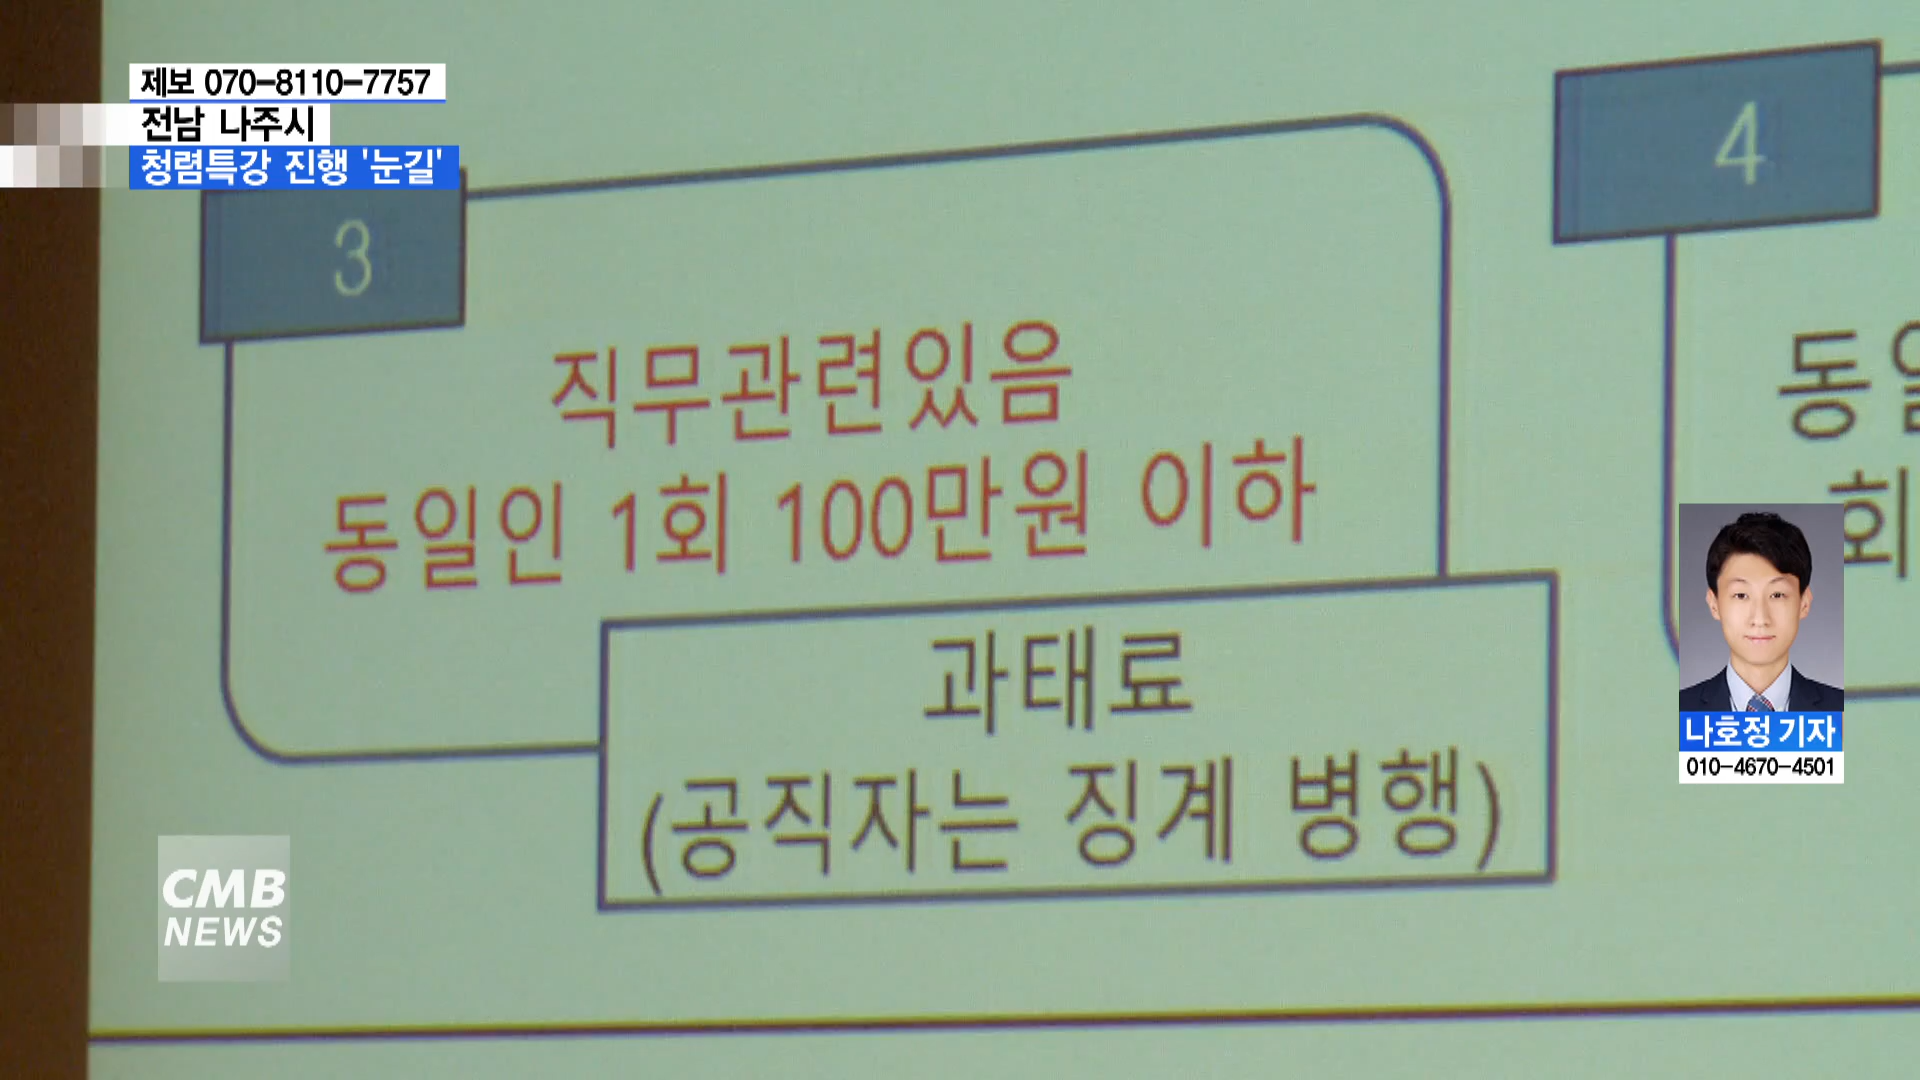 제보 070-8110-7757
전남 나주시
청렴특강 진행 '눈길'
3
직무관련있음
동일인 1회 100만원 이하
과태료
(공직자는 징계 병행)
4
동일
회
나호정 기자
010-4670-4501
CMB
NEWS